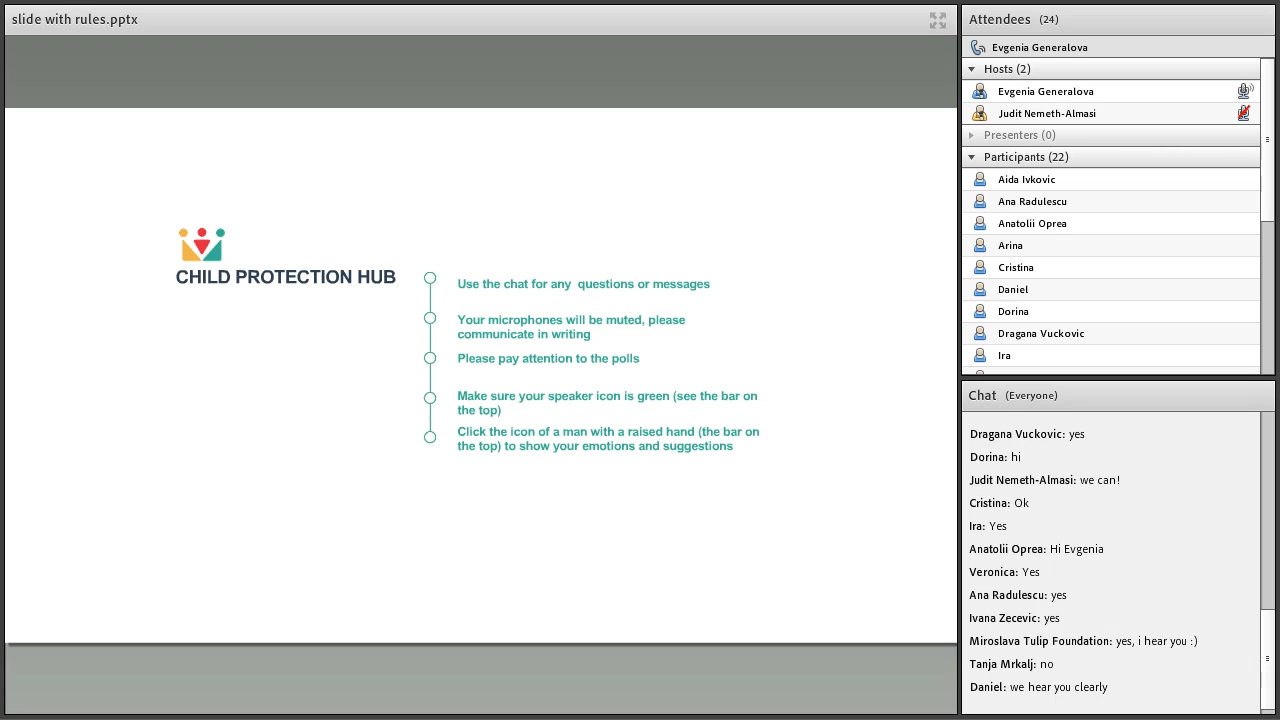 slide with rules.pptx
CHILD PROTECTION HUB
Use the chat for any  questions or messages
Your microphones will be muted, please
communicate in writing
Please pay attention to the polls
Make sure your speaker icon is green (see the bar on
the top)
Click the icon of a man with a raised hand (the bar on
the top) to show your emotions and suggestions
Attendees (24)
Evgenia Generalova
Hosts (2)
Evgenia Generalova
Judit Nemeth-Almasi
Presenters (0)
Participants (22)
Aida Ivkovic
Ana Radulescu
Anatolii Oprea
Arina
Cristina
Daniel
Dorina
Dragana Vuckovic
Ira
Chat (Everyone)
Dragana Vuckovic: yes
Dorina: hi
Judit Nemeth-Almasi: we can!
Cristina: Ok
Ira: Yes
Anatolii Oprea: Hi Evgenia
Veronica: Yes
Ana Radulescu: yes
Ivana Zecevic: yes
Miroslava Tulip Foundation: yes, i hear you :)
Tanja Mrkalj: no
Daniel: we hear you clearly